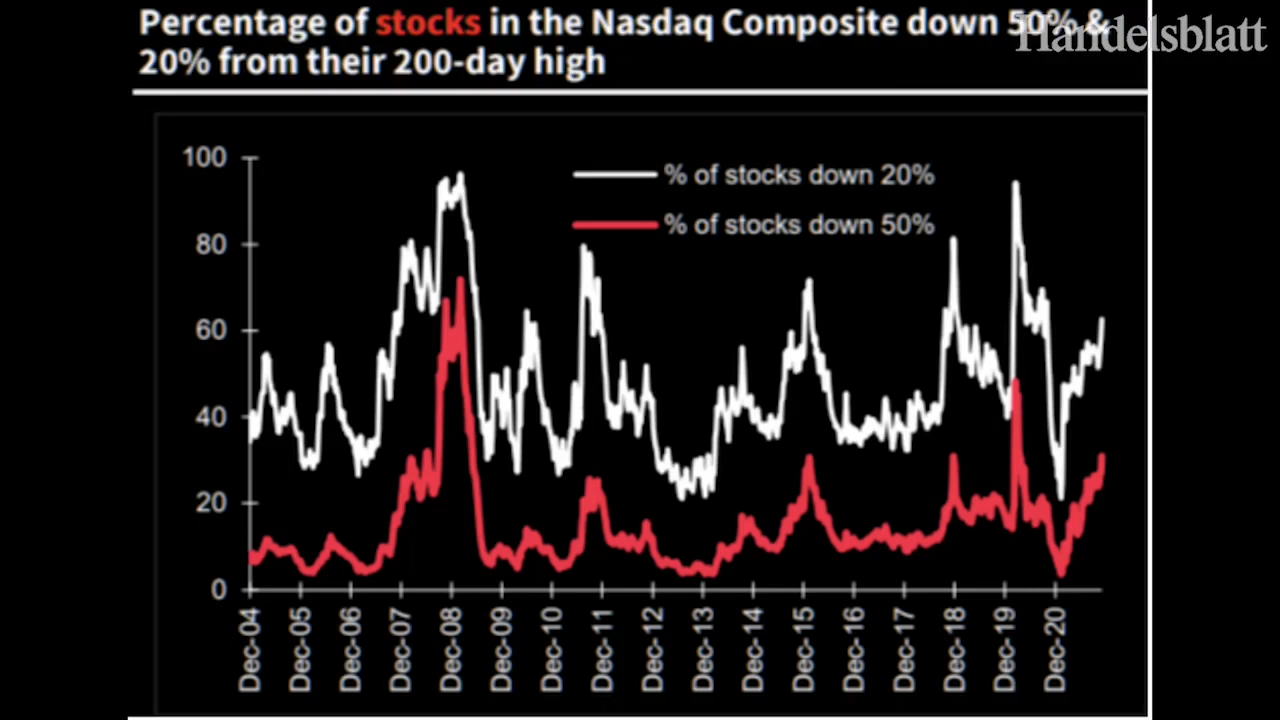 Percentage of stocks in the Nasdaq Composite down 50% &
Handelsblatt
20% from their 200-day high
% of stocks down 20%
% of stocks down 50%
100
80
60
40
20
0
Dec-04
Dec-05
Dec-06
Dec-07
Dec-08
Dec-09
Dec-10
Dec-11
Dec-12
Dec-13
Dec-14
Dec-15
Dec-16
Dec-17
Dec-18
Dec-19
Dec-20